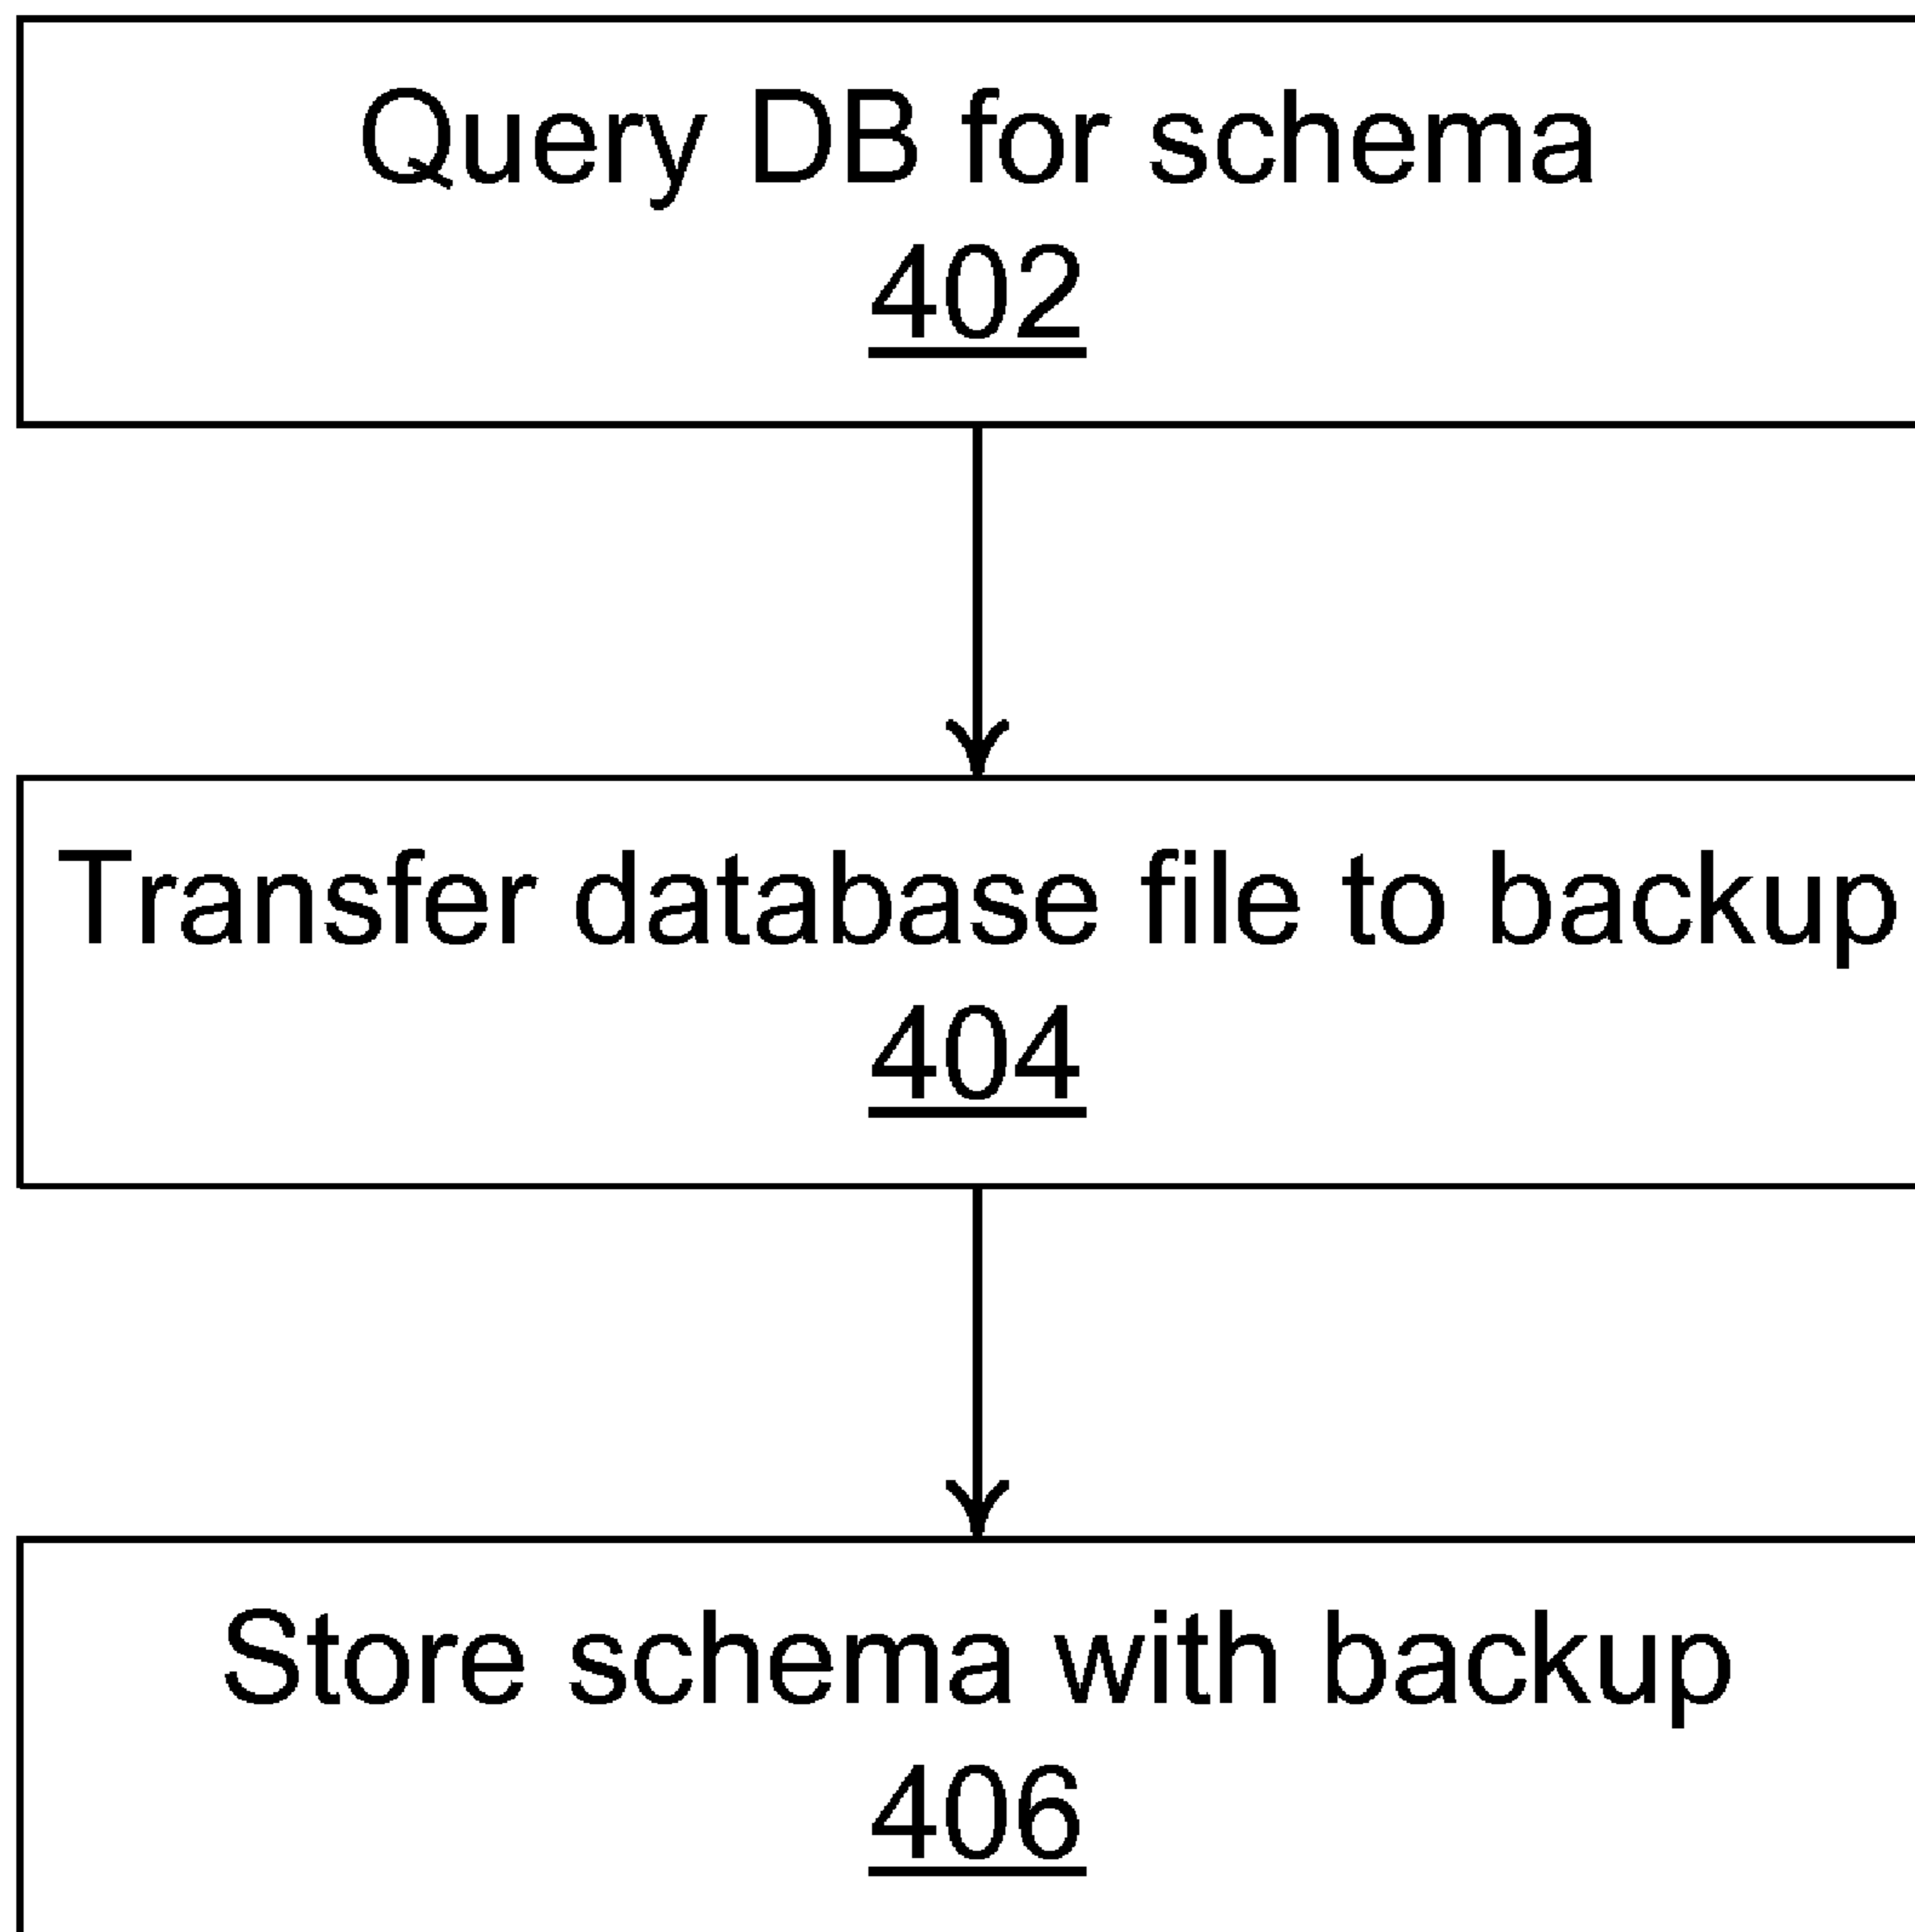 Query DB for schema
402
Transfer database file to backup
404
Store schema with backup
406